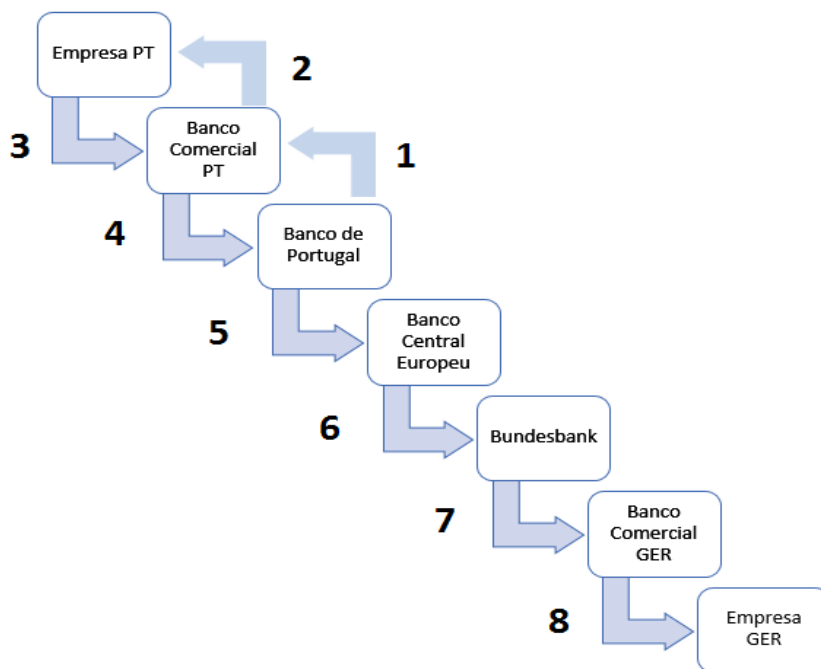 Empresa PT
2
3
Banco
Comercial
PT
1
4
Banco de
Portugal
5
Banco
Central
Europeu
6
Bundesbank
7
Banco
Comercial
GER
8
Empresa
GER